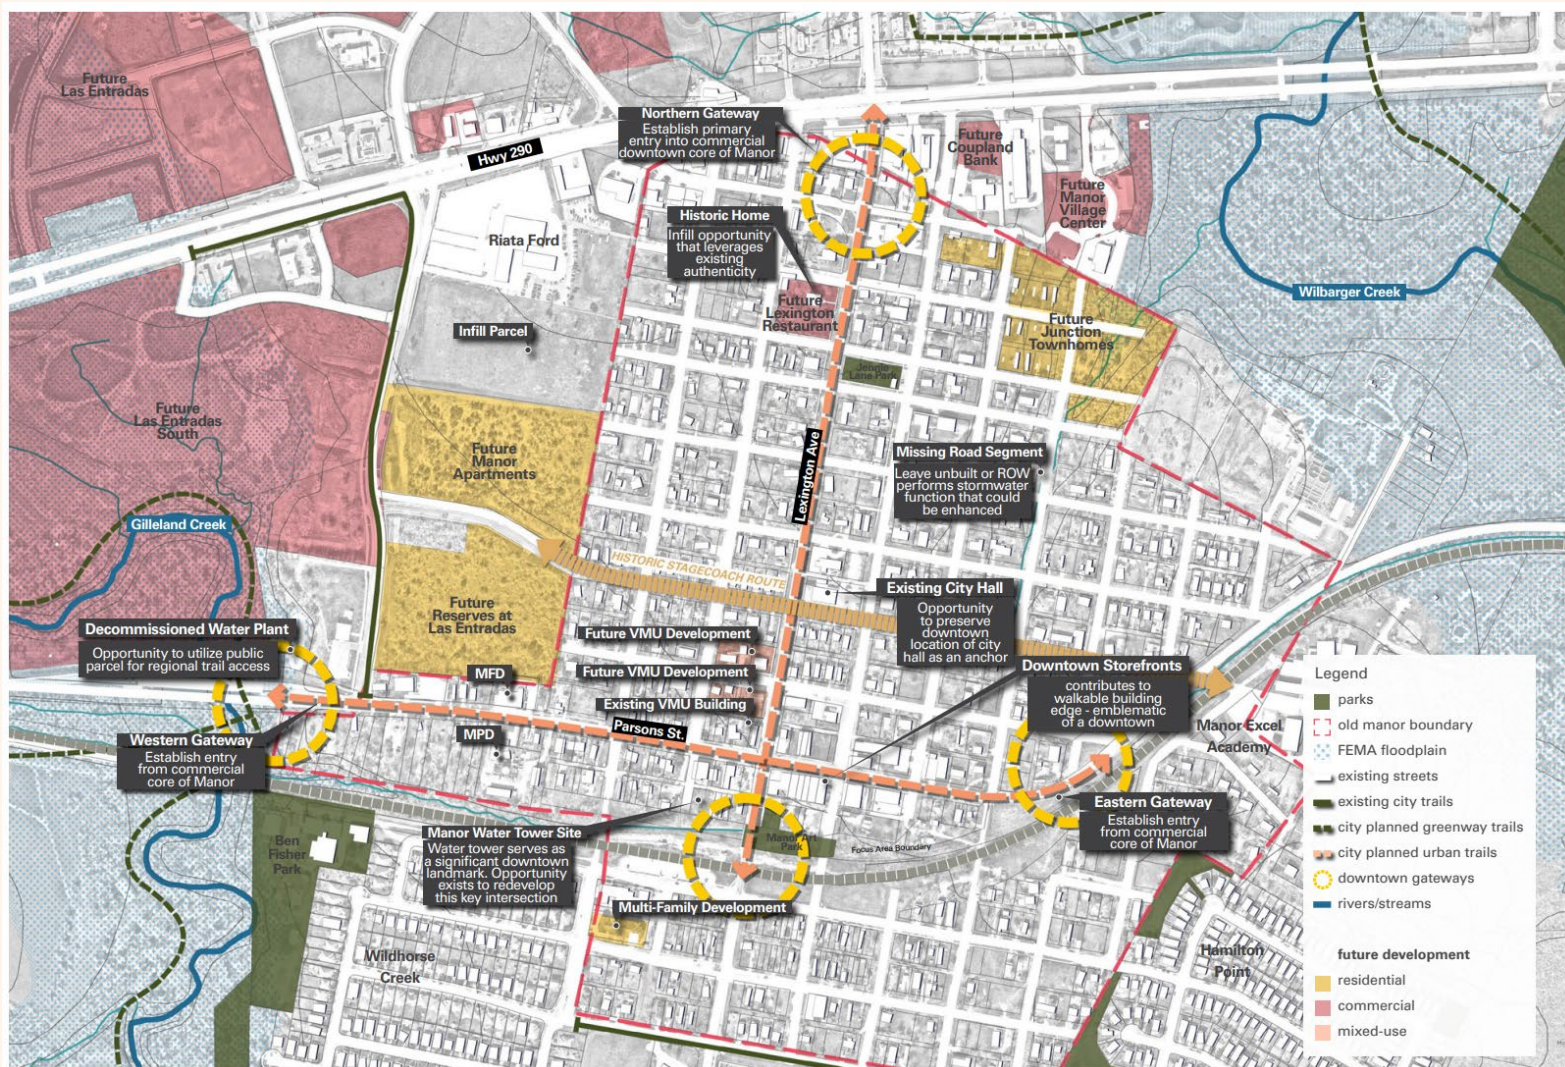 Future
Las Entradas
Hwy 290
Northern Gateway
Establish primary
entry into commercial
downtown core of Manor
Future
Coupland
Bank
Future
Manor
Village
Center
Historic Home
Infill opportunity
that leverages
existing
authenticity
Riata Ford
Wilbarger Creek
Future
Lexington
Restaurant
Future
Junction
Townhomes
Infill Parcel
Jennie
Lane Park
Future
Las Entradas
South
Future
Manor
Apartments
Lexington Ave
Missing Road Segment
Leave unbuilt or ROW
performs stormwater
function that could
be enhanced
Gilleland Creek
HISTORIC STAGECOACH ROUTE
Existing City Hall
Opportunity
to preserve
downtown
location of city
hall as an anchor
Future
Reserves at
Las Entradas
Decommissioned Water Plant
Opportunity to utilize public
parcel for regional trail access
Future VMU Development
Future VMU Development
Existing VMU Building
MFD
MPD
Parsons St.
Downtown Storefronts
contributes to
walkable building
edge - emblematic
of a downtown
Manor Excel
Academy
Western Gateway
Establish entry
from commercial
core of Manor
Eastern Gateway
Establish entry
from commercial
core of Manor
Manor Water Tower Site
Water tower serves as
a significant downtown
landmark. Opportunity
exists to redevelop
this key intersection
Manor Art
Park
Focus Area Boundary
Ben
Fisher
Park
Multi-Family Development
Wildhorse
Creek
Hamilton
Point
Legend
parks
old manor boundary
FEMA floodplain
existing streets
existing city trails
city planned greenway trails
city planned urban trails
downtown gateways
rivers/streams
future development
residential
commercial
mixed-use